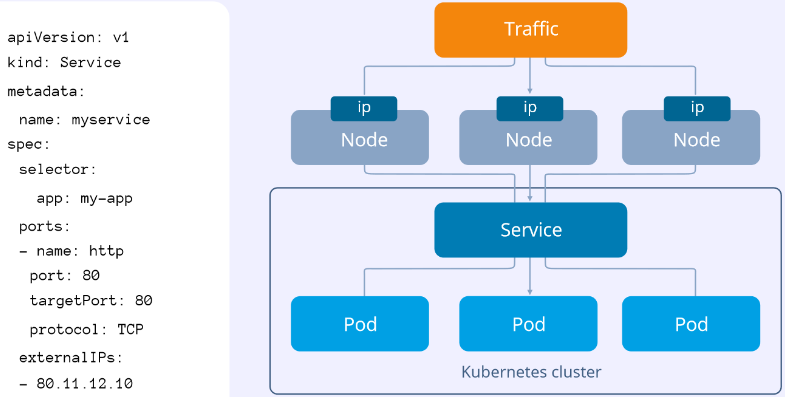 apiVersion: v1
kind: Service
metadata:
name: myservice
spec:
selector:
app: my-app
ports:
- name: http
port: 80
targetPort: 80
protocol: TCP
externalIPs:
- 80.11.12.10
Traffic
ip
ip
ip
Node
Node
Node
Service
Pod
Pod
Pod
Kubernetes cluster